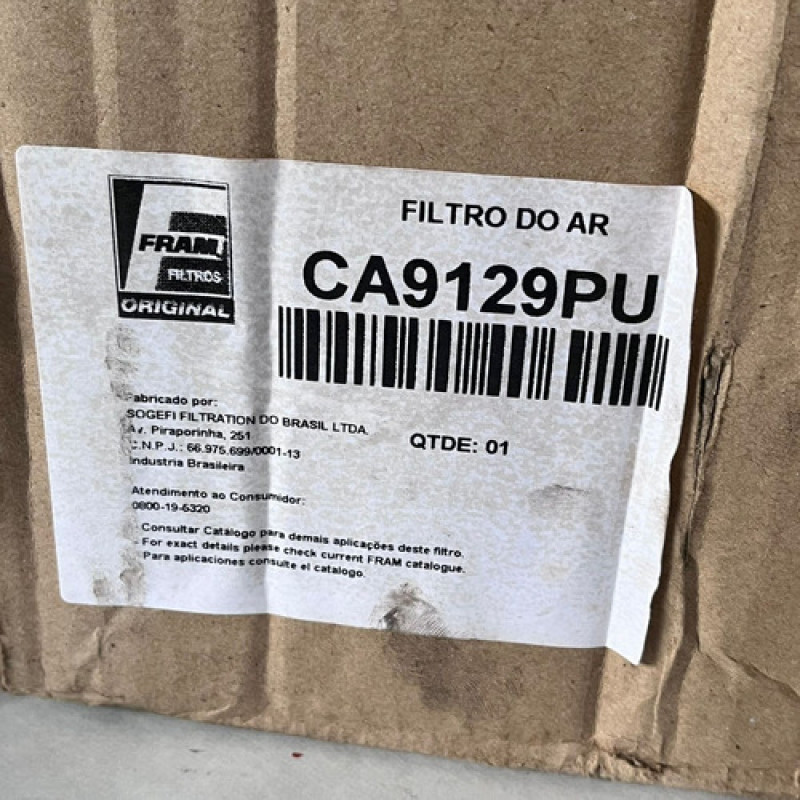 FRAM
FILTROS
ORIGINAL
FILTRO DO AR
CA9129PU
Fabricado por:
SOGEFI FILTRATION DO BRASIL LTDA.
Av. Piraporinha, 251
C.N.P.J.: 66.975.699/0001-13
Industria Brasileira
QTDE: 01
Atendimento ao Consumidor:
0800-19-5320
- Consultar Catálogo para demais aplicações deste filtro.
- For exact details please check current FRAM catalogue.
- Para aplicaciones consulte el catalogo.